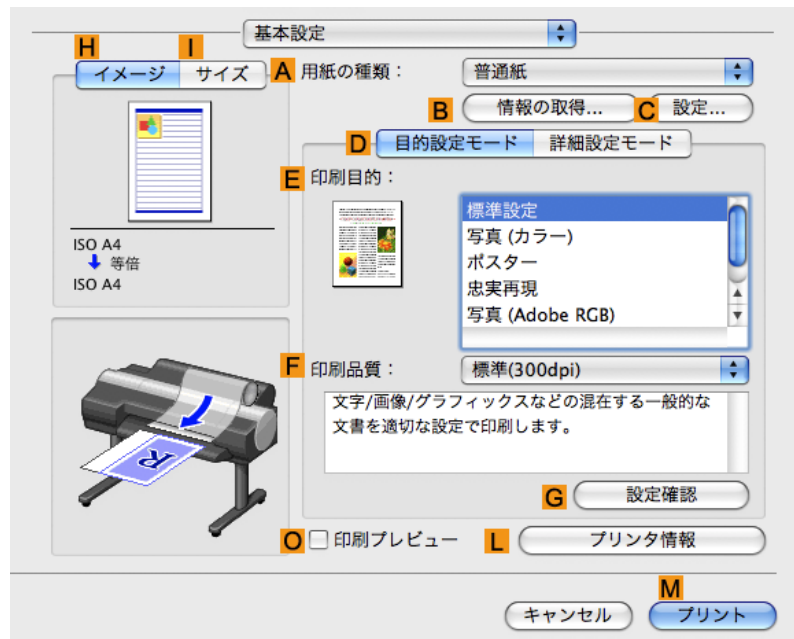 基本設定
H
I
イメージ
サイズ
A 用紙の種類：
普通紙
B 情報の取得...
C 設定...
D 目的設定モード
詳細設定モード
E 印刷目的：
標準設定
写真 (カラー)
ポスター
忠実再現
写真 (Adobe RGB)
ISO A4
等倍
ISO A4
F 印刷品質：
標準(300dpi)
文字/画像/グラフィックスなどの混在する一般的な
文書を適切な設定で印刷します。
R
G 設定確認
O 印刷プレビュー
L プリンタ情報
M
キャンセル
プリント